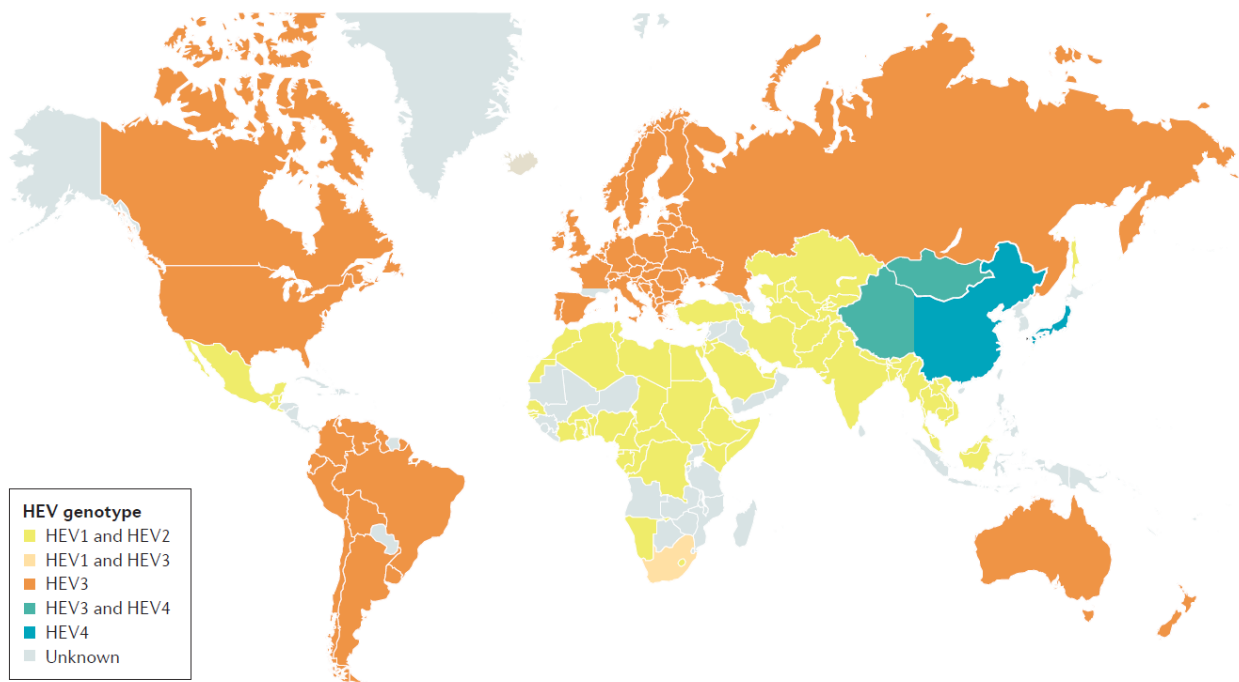 HEV genotype
HEV1 and HEV2
HEV1 and HEV3
HEV3
HEV3 and HEV4
HEV4
Unknown